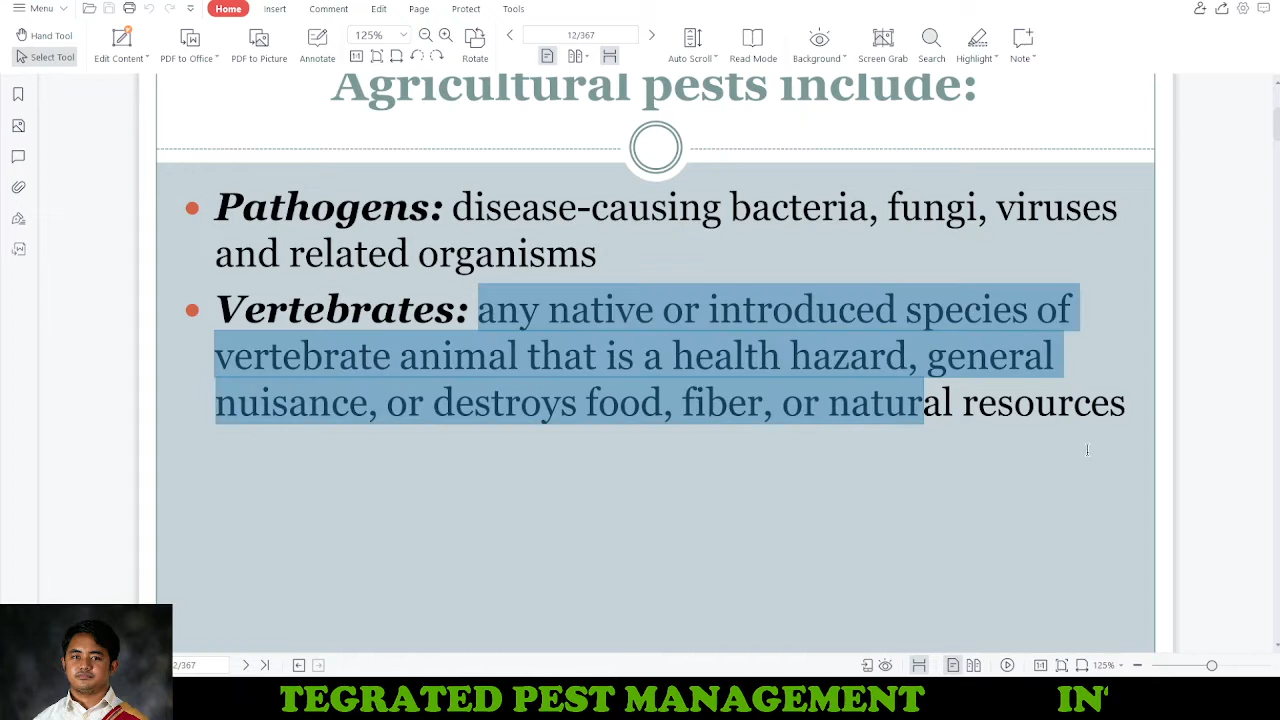 Menu
Home
Insert
Comment
Edit
Page
Protect
Tools
Hand Tool
Select Tool
Edit Content
PDF to Office
PDF to Picture
Annotate
125%
Rotate
12/367
Auto Scroll
Read Mode
Background
Screen Grab
Search
Highlight
Note
Agricultural pests include:
Pathogens: disease-causing bacteria, fungi, viruses
and related organisms
Vertebrates: any native or introduced species of
vertebrate animal that is a health hazard, general
nuisance, or destroys food, fiber, or natural resources
2/367
125%
TEGRATED PEST MANAGEMENT IN